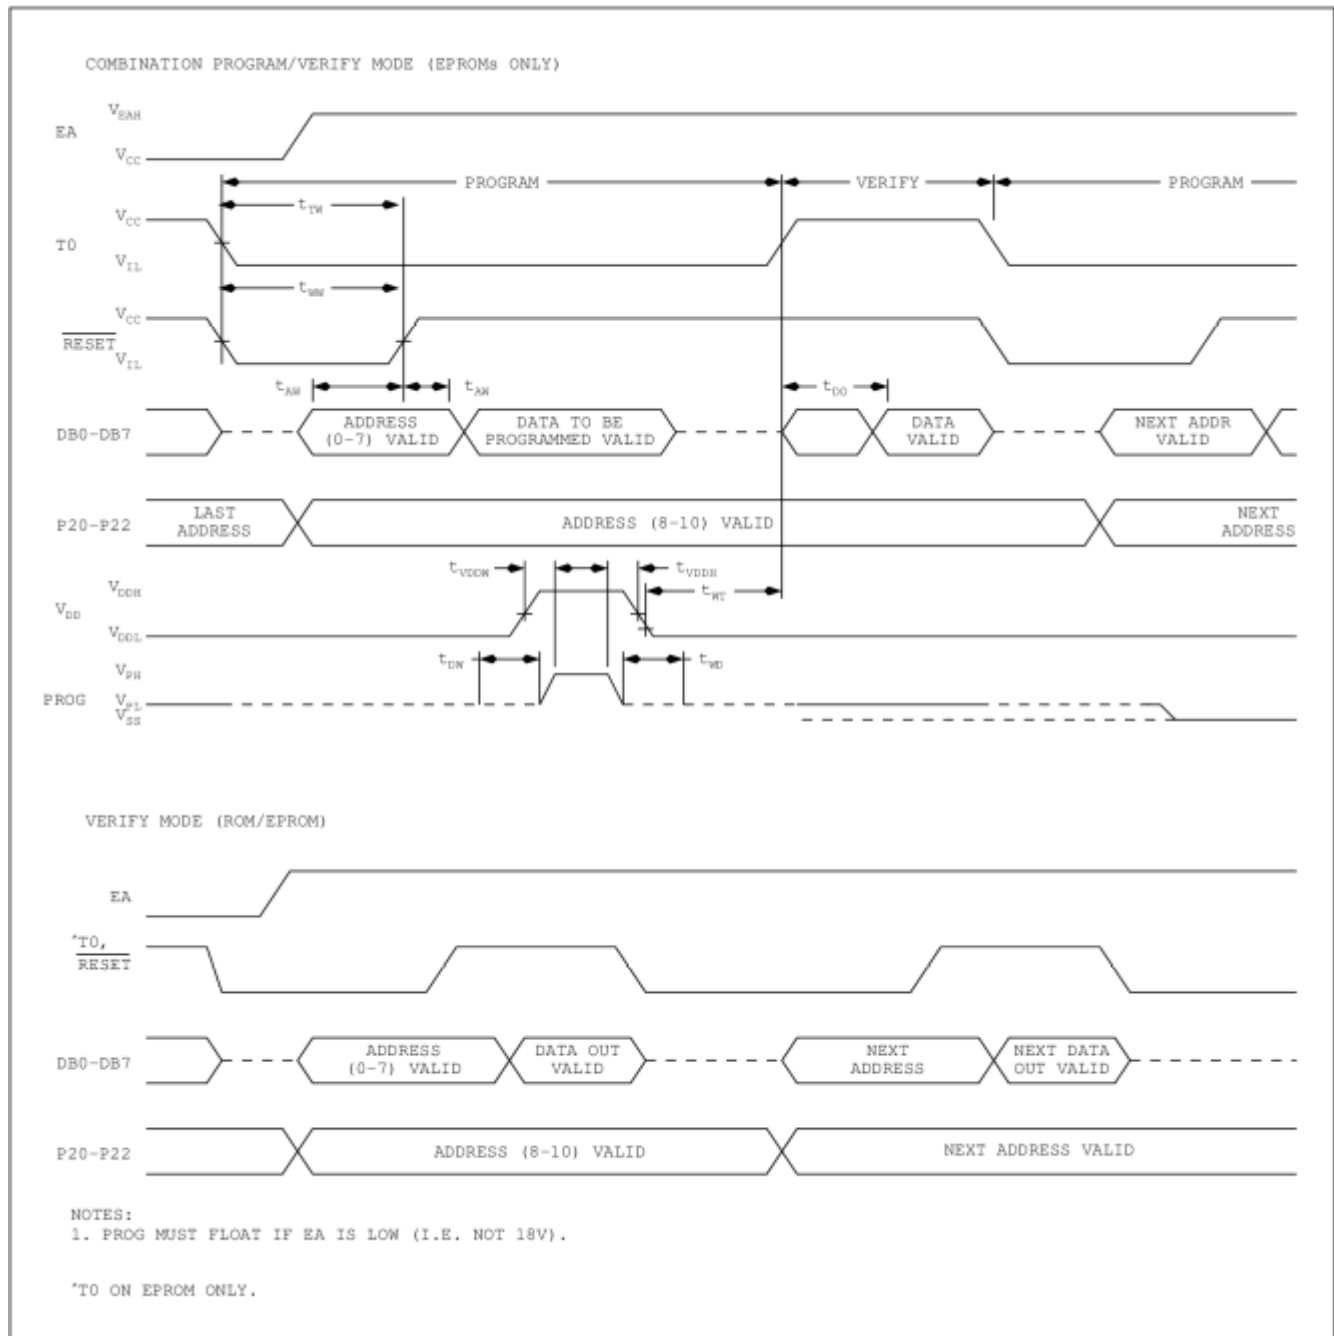 COMBINATION PROGRAM/VERIFY MODE (EPROMs ONLY)
EA
VEAH
VCC
PROGRAM
VERIFY
PROGRAM
tTW
T0
VCC
VIL
tWW
RESET
VCC
VIL
tAW
tAW
tDO
DB0-DB7
ADDRESS
(0-7) VALID
DATA TO BE
PROGRAMMED VALID
DATA
VALID
NEXT ADDR
VALID
P20-P22
LAST
ADDRESS
ADDRESS (8-10) VALID
NEXT
ADDRESS
tVDDW
tVDDH
VDD
VDDH
tWT
VDDL
tDW
tWD
PROG
VPH
VPL
VSS
VERIFY MODE (ROM/EPROM)
EA
*T0,
RESET
DB0-DB7
ADDRESS
(0-7) VALID
DATA OUT
VALID
NEXT
ADDRESS
NEXT DATA
OUT VALID
P20-P22
ADDRESS (8-10) VALID
NEXT ADDRESS VALID
NOTES:
1. PROG MUST FLOAT IF EA IS LOW (I.E. NOT 18V).
*T0 ON EPROM ONLY.